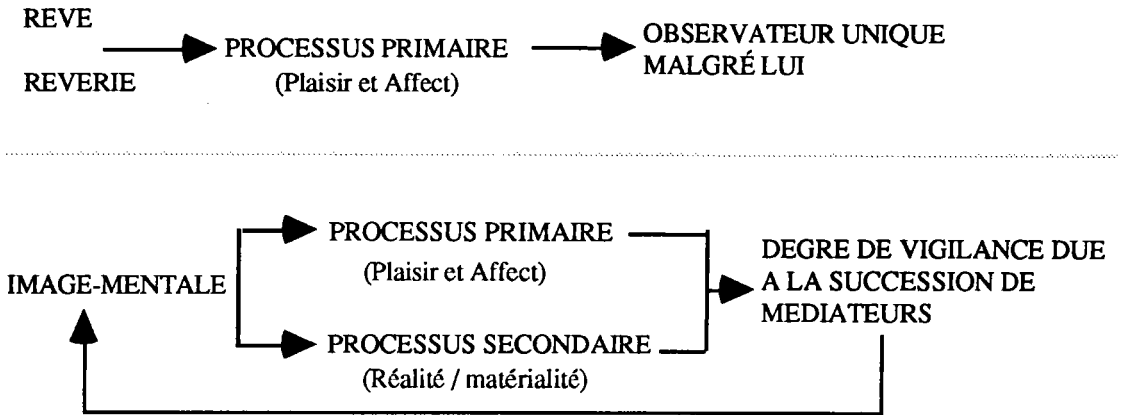 REVE
REVERIE
PROCESSUS PRIMAIRE
(Plaisir et Affect)
OBSERVATEUR UNIQUE
MALGRÉ LUI
IMAGE-MENTALE
PROCESSUS PRIMAIRE
(Plaisir et Affect)
PROCESSUS SECONDAIRE
(Réalité / matérialité)
DEGRE DE VIGILANCE DUE
A LA SUCCESSION DE
MEDIATEURS